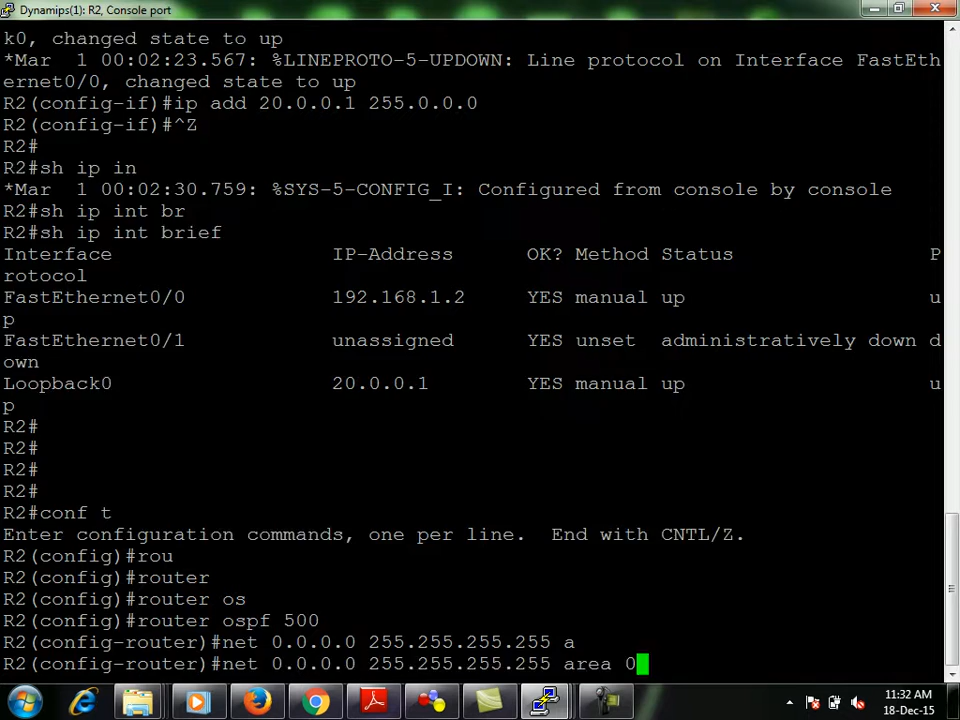 Dynamips(1): R2, Console port
k0, changed state to up
*Mar  1 00:02:23.567: %LINEPROTO-5-UPDOWN: Line protocol on Interface FastEth
ernet0/0, changed state to up
R2(config-if)#ip add 20.0.0.1 255.0.0.0
R2(config-if)#^Z
R2#
R2#sh ip in
*Mar  1 00:02:30.759: %SYS-5-CONFIG_I: Configured from console by console
R2#sh ip int br
R2#sh ip int brief
Interface                  IP-Address      OK? Method Status                P
rotocol
FastEthernet0/0            192.168.1.2     YES manual up                    u
p
FastEthernet0/1            unassigned      YES unset  administratively down d
own
Loopback0                  20.0.0.1        YES manual up                    u
p
R2#
R2#
R2#
R2#
R2#conf t
Enter configuration commands, one per line.  End with CNTL/Z.
R2(config)#rou
R2(config)#router
R2(config)#router os
R2(config)#router ospf 500
R2(config-router)#net 0.0.0.0 255.255.255.255 a
R2(config-router)#net 0.0.0.0 255.255.255.255 area 0
11:32 AM
18-Dec-15